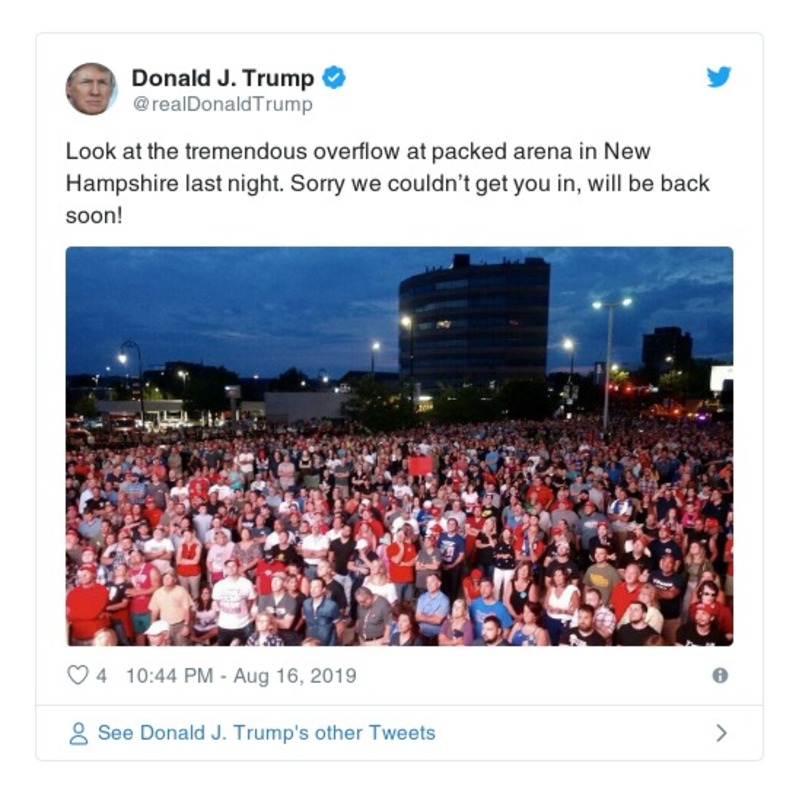 Donald J. Trump
@realDonaldTrump
Look at the tremendous overflow at packed arena in New
Hampshire last night. Sorry we couldn’t get you in, will be back
soon!
4 10:44 PM - Aug 16, 2019
See Donald J. Trump's other Tweets